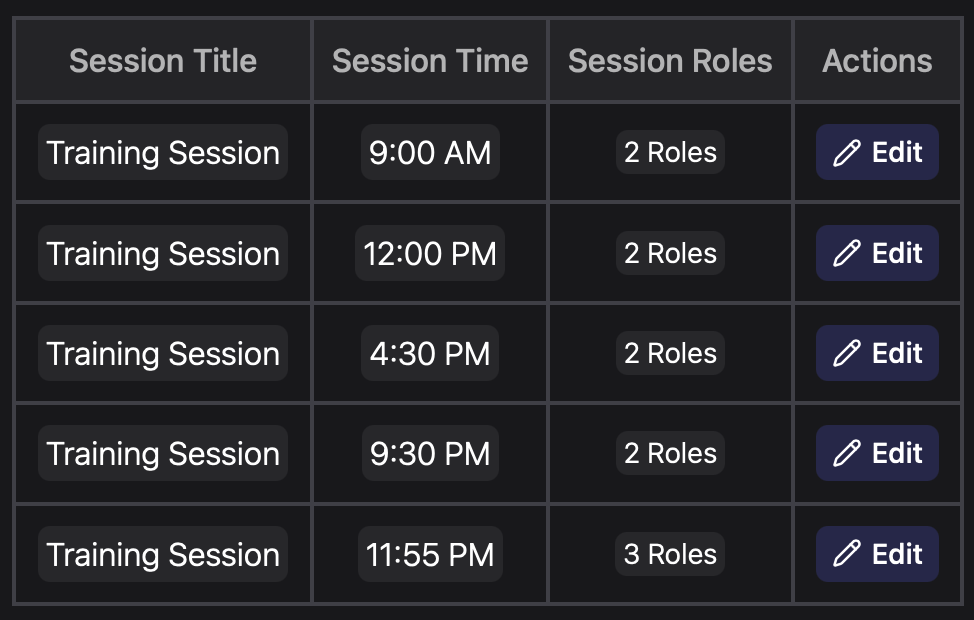 Session Title Session Time Session Roles Actions
Training Session 9:00 AM 2 Roles Edit
Training Session 12:00 PM 2 Roles Edit
Training Session 4:30 PM 2 Roles Edit
Training Session 9:30 PM 2 Roles Edit
Training Session 11:55 PM 3 Roles Edit